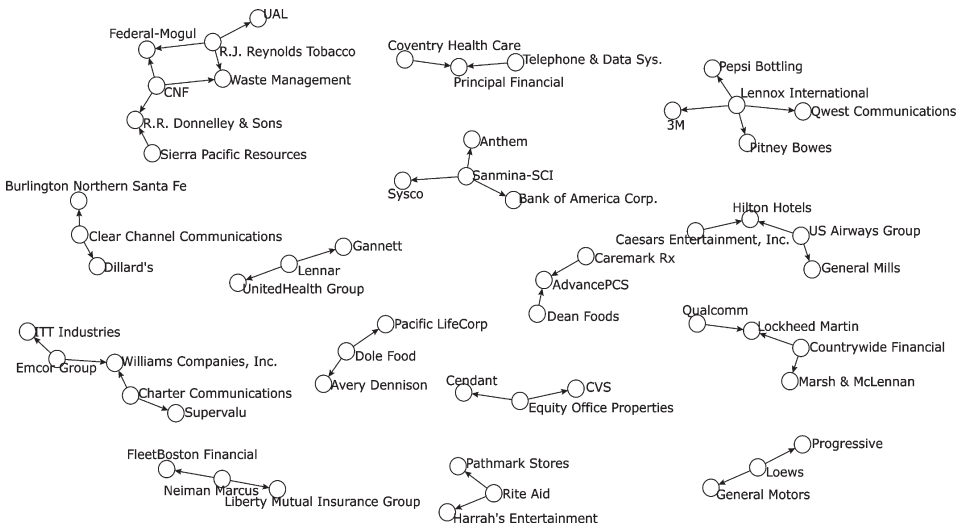 UAL
Federal-Mogul
R.J. Reynolds Tobacco
Coventry Health Care
Telephone & Data Sys.
Waste Management
Principal Financial
Pepsi Bottling
CNF
Lennox International
Qwest Communications
R.R. Donnelley & Sons
3M
Sierra Pacific Resources
Pitney Bowes
Anthem
Sanmina-SCI
Burlington Northern Santa Fe
Sysco
Bank of America Corp.
Hilton Hotels
Clear Channel Communications
Caesars Entertainment, Inc.
US Airways Group
Gannett
Dillard's
Lennar
Caremark Rx
General Mills
UnitedHealth Group
AdvancePCS
Dean Foods
Qualcomm
ITT Industries
Pacific LifeCorp
Lockheed Martin
Emcor Group
Williams Companies, Inc.
Dole Food
Countrywide Financial
Charter Communications
Avery Dennison
Cendant
CVS
Marsh & McLennan
Supervalu
Equity Office Properties
FleetBoston Financial
Pathmark Stores
Progressive
Neiman Marcus
Liberty Mutual Insurance Group
Rite Aid
Loews
General Motors
Harrah's Entertainment